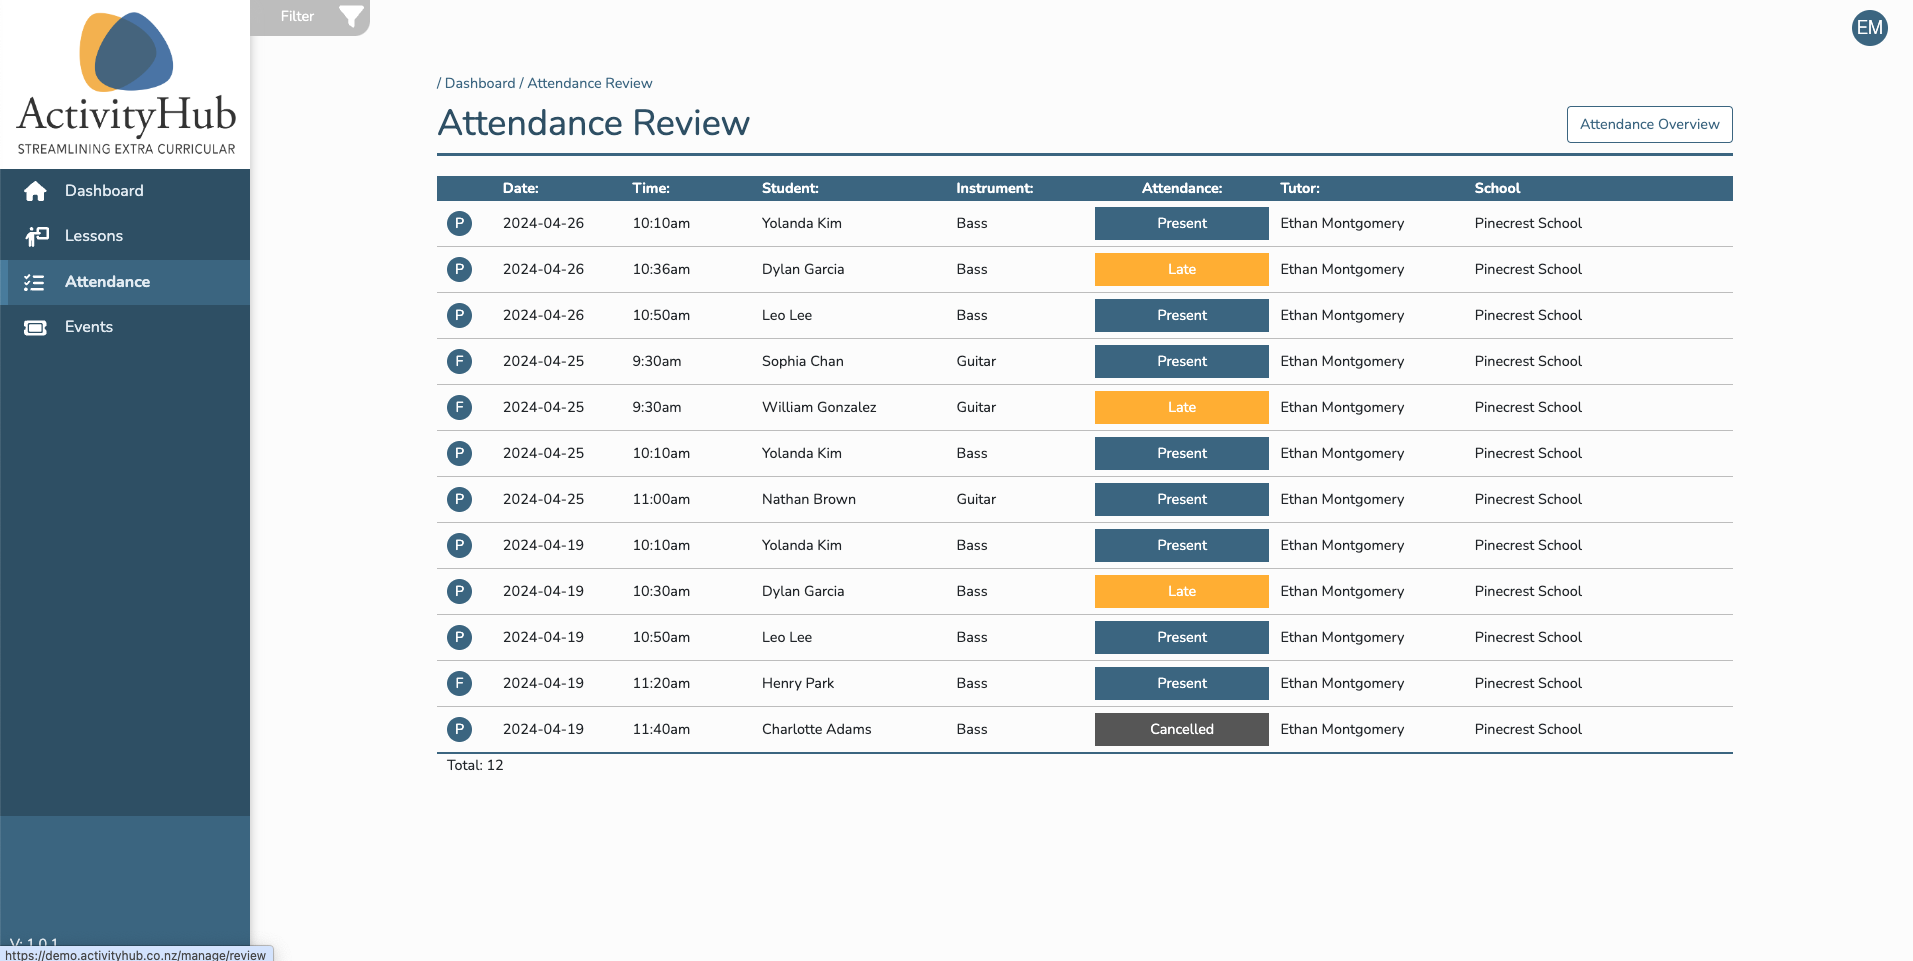 Filter
EM
ActivityHub
STREAMLINING EXTRA CURRICULAR
Dashboard
Lessons
Attendance
Events
/ Dashboard / Attendance Review
Attendance Review
Attendance Overview
Date: Time: Student: Instrument: Attendance: Tutor: School
P 2024-04-26 10:10am Yolanda Kim Bass Present Ethan Montgomery Pinecrest School
P 2024-04-26 10:36am Dylan Garcia Bass Late Ethan Montgomery Pinecrest School
P 2024-04-26 10:50am Leo Lee Bass Present Ethan Montgomery Pinecrest School
F 2024-04-25 9:30am Sophia Chan Guitar Present Ethan Montgomery Pinecrest School
F 2024-04-25 9:30am William Gonzalez Guitar Late Ethan Montgomery Pinecrest School
P 2024-04-25 10:10am Yolanda Kim Bass Present Ethan Montgomery Pinecrest School
P 2024-04-25 11:00am Nathan Brown Guitar Present Ethan Montgomery Pinecrest School
P 2024-04-19 10:10am Yolanda Kim Bass Present Ethan Montgomery Pinecrest School
P 2024-04-19 10:30am Dylan Garcia Bass Late Ethan Montgomery Pinecrest School
P 2024-04-19 10:50am Leo Lee Bass Present Ethan Montgomery Pinecrest School
F 2024-04-19 11:20am Henry Park Bass Present Ethan Montgomery Pinecrest School
P 2024-04-19 11:40am Charlotte Adams Bass Cancelled Ethan Montgomery Pinecrest School
Total: 12
V: 1.0.1
https://demo.activityhub.co.nz/manage/review